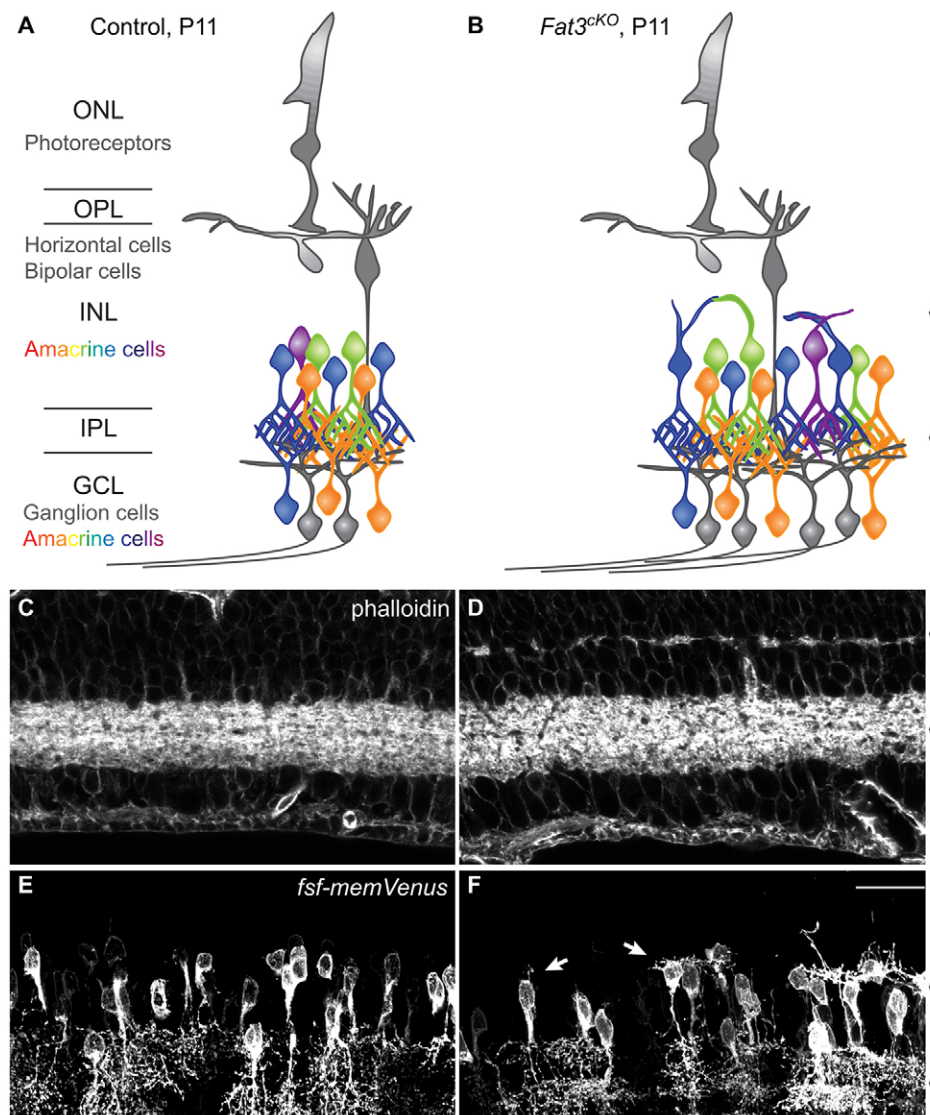 A Control, P11
B Fat3cKO, P11
ONL
Photoreceptors
OPL
Horizontal cells
Bipolar cells
INL
Amacrine cells
IPL
GCL
Ganglion cells
Amacrine cells
C phalloidin
D
E fsf-memVenus
F